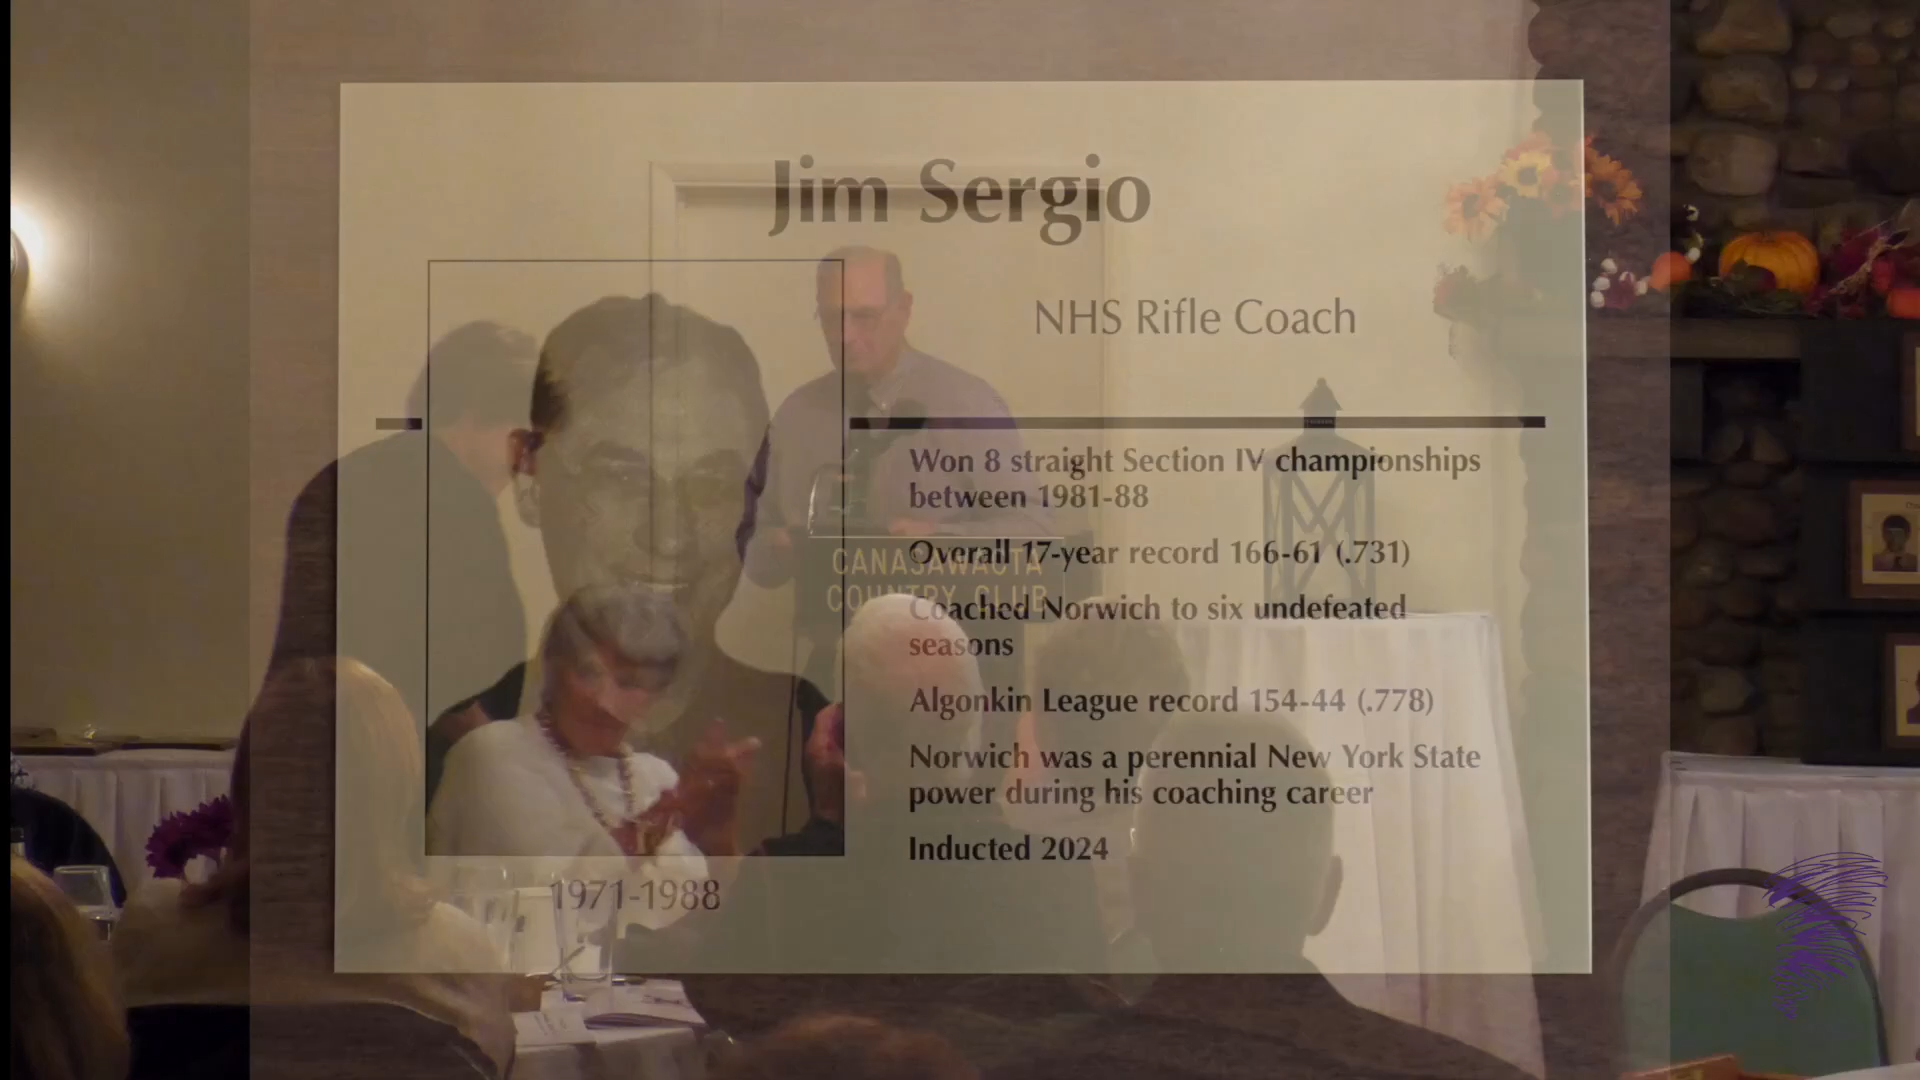 Jim Sergio
NHS Rifle Coach
Won 8 straight Section IV championships
between 1981-88
Overall 17-year record 166-61 (.731)
CANASAWACTA
COUNTRY CLUB
Coached Norwich to six undefeated
seasons
Algonkin League record 154-44 (.778)
Norwich was a perennial New York State
power during his coaching career
Inducted 2024
1971-1988